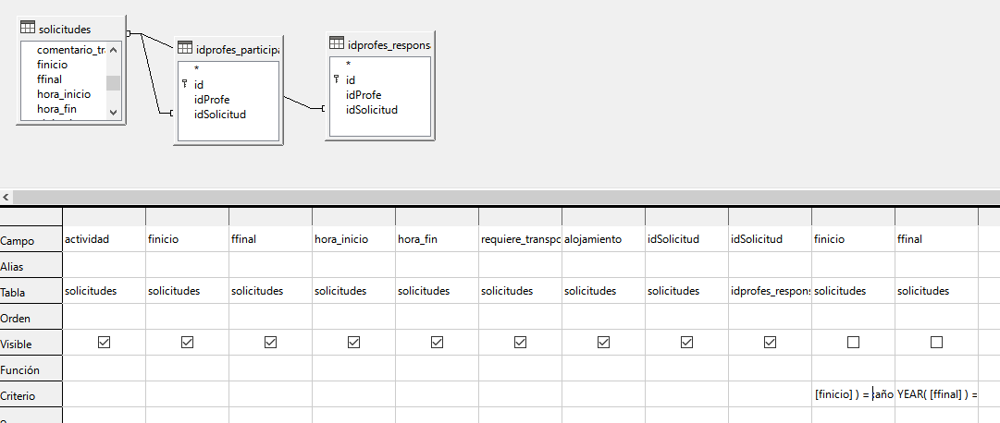 solicitudes
comentario_tra
finicio
ffinal
hora_inicio
hora_fin
idprofes_participa
*
id
idProfe
idSolicitud
idprofes_respons
*
id
idProfe
idSolicitud
Campo actividad finicio ffinal hora_inicio hora_fin requiere_transpo alojamiento idSolicitud idSolicitud finicio ffinal
Alias
Tabla solicitudes solicitudes solicitudes solicitudes solicitudes solicitudes solicitudes solicitudes idprofes_respons solicitudes solicitudes
Orden
Visible
Función
Criterio [finicio] ) = :año YEAR( [ffinal] ) =